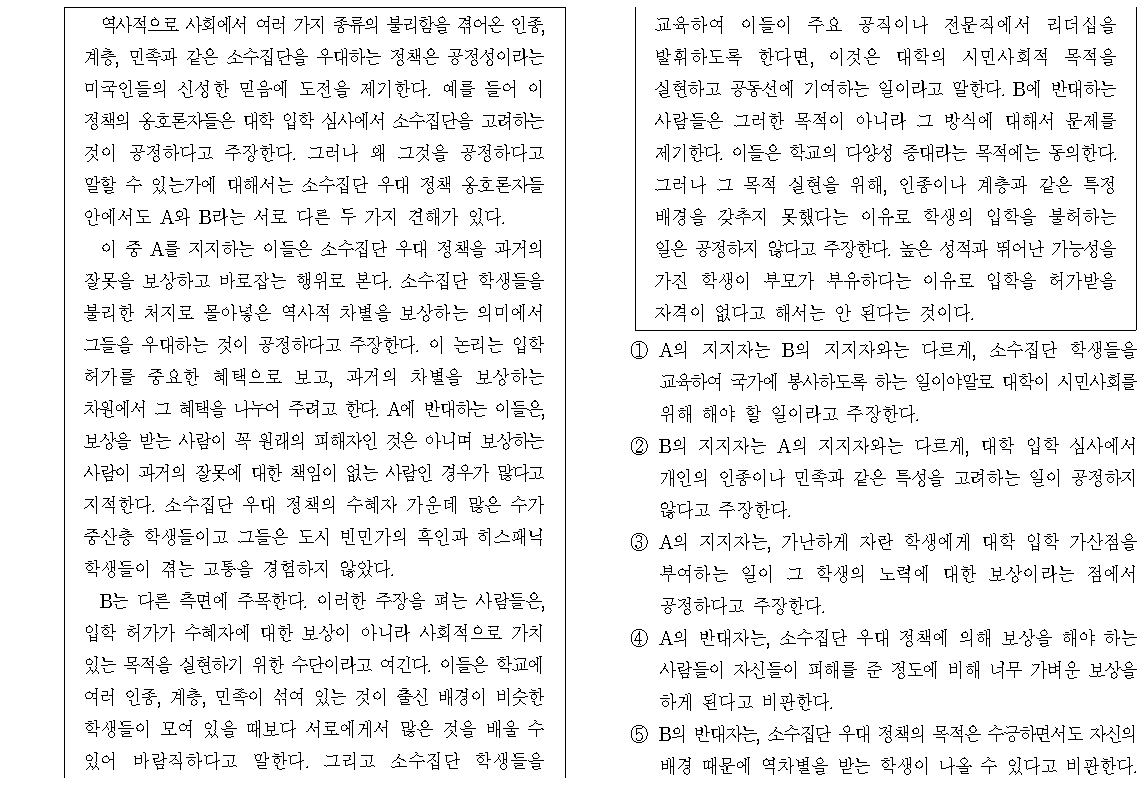 역사적으로 사회에서 여러 가지 종류의 불리함을 겪어온 인종,
계층, 민족과 같은 소수집단을 우대하는 정책은 공정성이라는
미국인들의 신성한 믿음에 도전을 제기한다. 예를 들어 이
정책의 옹호론자들은 대학 입학 심사에서 소수집단을 고려하는
것이 공정하다고 주장한다. 그러나 왜 그것을 공정하다고
말할 수 있는가에 대해서는 소수집단 우대 정책 옹호론자들
안에서도 A와 B라는 서로 다른 두 가지 견해가 있다.
이 중 A를 지지하는 이들은 소수집단 우대 정책을 과거의
잘못을 보상하고 바로잡는 행위로 본다. 소수집단 학생들을
불리한 처지로 몰아넣은 역사적 차별을 보상하는 의미에서
그들을 우대하는 것이 공정하다고 주장한다. 이 논리는 입학
허가를 중요한 혜택으로 보고, 과거의 차별을 보상하는
차원에서 그 혜택을 나누어 주려고 한다. A에 반대하는 이들은,
보상을 받는 사람이 꼭 원래의 피해자인 것은 아니며 보상하는
사람이 과거의 잘못에 대한 책임이 없는 사람인 경우가 많다고
지적한다. 소수집단 우대 정책의 수혜자 가운데 많은 수가
중산층 학생들이고 그들은 도시 빈민가의 흑인과 히스패닉
학생들이 겪는 고통을 경험하지 않았다.
B는 다른 측면에 주목한다. 이러한 주장을 펴는 사람들은,
입학 허가가 수혜자에 대한 보상이 아니라 사회적으로 가치
있는 목적을 실현하기 위한 수단이라고 여긴다. 이들은 학교에
여러 인종, 계층, 민족이 섞여 있는 것이 출신 배경이 비슷한
학생들이 모여 있을 때보다 서로에게서 많은 것을 배울 수
있어 바람직하다고 말한다. 그리고 소수집단 학생들을
교육하여 이들이 주요 공직이나 전문직에서 리더십을
발휘하도록 한다면, 이것은 대학의 시민사회적 목적을
실현하고 공동선에 기여하는 일이라고 말한다. B에 반대하는
사람들은 그러한 목적이 아니라 그 방식에 대해서 문제를
제기한다. 이들은 학교의 다양성 증대라는 목적에는 동의한다.
그러나 그 목적 실현을 위해, 인종이나 계층과 같은 특정
배경을 갖추지 못했다는 이유로 학생의 입학을 불허하는
일은 공정하지 않다고 주장한다. 높은 성적과 뛰어난 가능성을
가진 학생이 부모가 부유하다는 이유로 입학을 허가받을
자격이 없다고 해서는 안 된다는 것이다.
① A의 지지자는 B의 지지자와는 다르게, 소수집단 학생들을
교육하여 국가에 봉사하도록 하는 일이야말로 대학이 시민사회를
위해 해야 할 일이라고 주장한다.
② B의 지지자는 A의 지지자와는 다르게, 대학 입학 심사에서
개인의 인종이나 민족과 같은 특성을 고려하는 일이 공정하지
않다고 주장한다.
③ A의 지지자는, 가난하게 자란 학생에게 대학 입학 가산점을
부여하는 일이 그 학생의 노력에 대한 보상이라는 점에서
공정하다고 주장한다.
④ A의 반대자는, 소수집단 우대 정책에 의해 보상을 해야 하는
사람들이 자신들이 피해를 준 정도에 비해 너무 가벼운 보상을
하게 된다고 비판한다.
⑤ B의 반대자는, 소수집단 우대 정책의 목적은 수긍하면서도 자신의
배경 때문에 역차별을 받는 학생이 나올 수 있다고 비판한다.